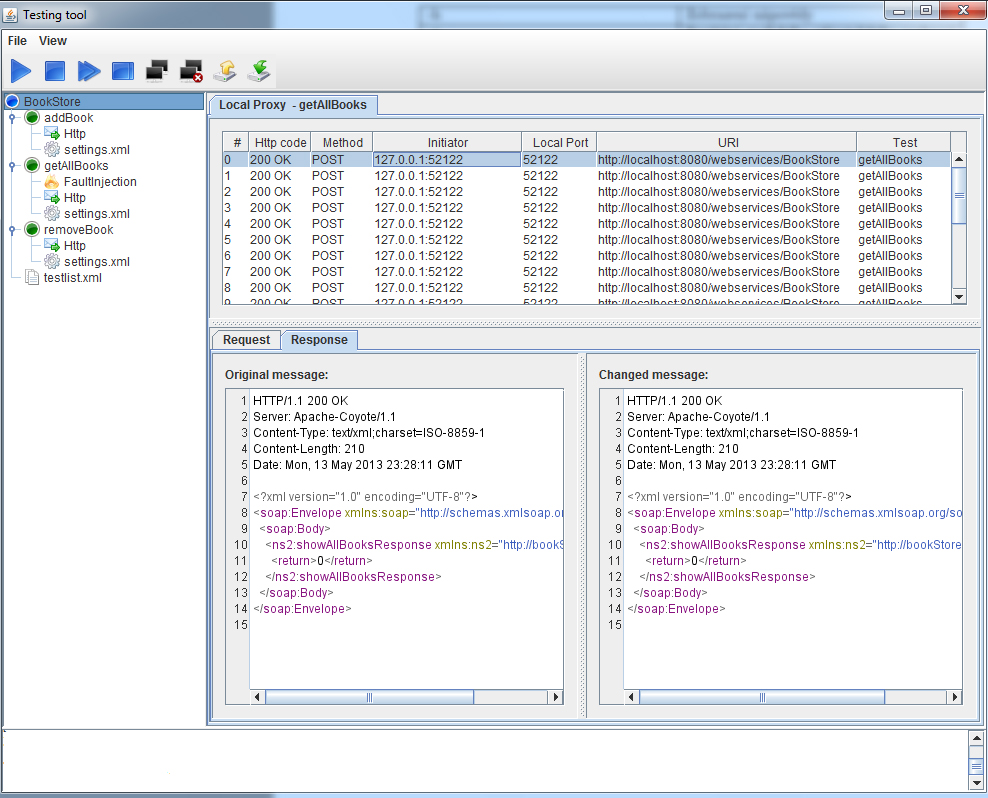 Testing tool
File View
BookStore
addBook
Http
settings.xml
getAllBooks
FaultInjection
Http
settings.xml
removeBook
Http
settings.xml
testlist.xml
Local Proxy - getAllBooks
# Http code Method Initiator Local Port URI Test
0 200 OK POST 127.0.0.1:52122 52122 http://localhost:8080/webservices/BookStore getAllBooks
1 200 OK POST 127.0.0.1:52122 52122 http://localhost:8080/webservices/BookStore getAllBooks
2 200 OK POST 127.0.0.1:52122 52122 http://localhost:8080/webservices/BookStore getAllBooks
3 200 OK POST 127.0.0.1:52122 52122 http://localhost:8080/webservices/BookStore getAllBooks
4 200 OK POST 127.0.0.1:52122 52122 http://localhost:8080/webservices/BookStore getAllBooks
5 200 OK POST 127.0.0.1:52122 52122 http://localhost:8080/webservices/BookStore getAllBooks
6 200 OK POST 127.0.0.1:52122 52122 http://localhost:8080/webservices/BookStore getAllBooks
7 200 OK POST 127.0.0.1:52122 52122 http://localhost:8080/webservices/BookStore getAllBooks
8 200 OK POST 127.0.0.1:52122 52122 http://localhost:8080/webservices/BookStore getAllBooks
9 200 OK POST 127.0.0.1:52122 52122 http://localhost:8080/webservices/BookStore getAllBooks
Request Response
Original message:
1 HTTP/1.1 200 OK
2 Server: Apache-Coyote/1.1
3 Content-Type: text/xml;charset=ISO-8859-1
4 Content-Length: 210
5 Date: Mon, 13 May 2013 23:28:11 GMT
6
7 <?xml version="1.0" encoding="UTF-8"?>
8 <soap:Envelope xmlns:soap="http://schemas.xmlsoap.or
9 <soap:Body>
10 <ns2:showAllBooksResponse xmlns:ns2="http://bookS
11 <return>0</return>
12 </ns2:showAllBooksResponse>
13 </soap:Body>
14 </soap:Envelope>
15
Changed message:
1 HTTP/1.1 200 OK
2 Server: Apache-Coyote/1.1
3 Content-Type: text/xml;charset=ISO-8859-1
4 Content-Length: 210
5 Date: Mon, 13 May 2013 23:28:11 GMT
6
7 <?xml version="1.0" encoding="UTF-8"?>
8 <soap:Envelope xmlns:soap="http://schemas.xmlsoap.org/so
9 <soap:Body>
10 <ns2:showAllBooksResponse xmlns:ns2="http://bookStore
11 <return>0</return>
12 </ns2:showAllBooksResponse>
13 </soap:Body>
14 </soap:Envelope>
15